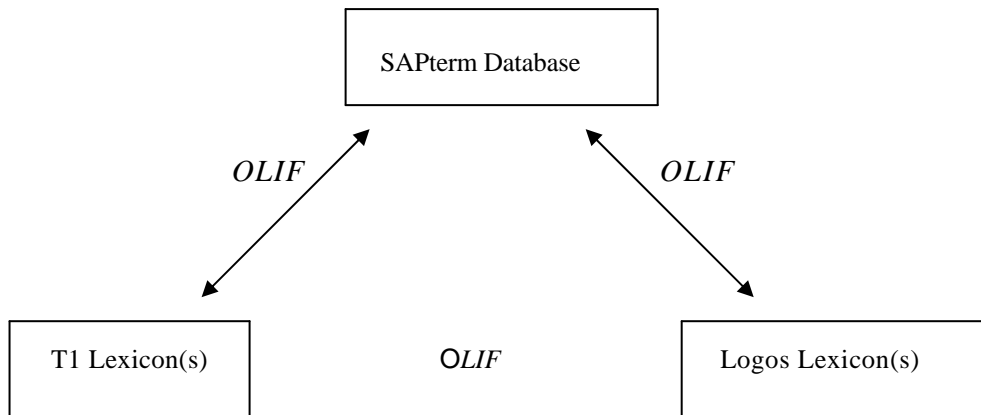 SAPterm Database
OLIF OLIF
T1 Lexicon(s) OLIF Logos Lexicon(s)